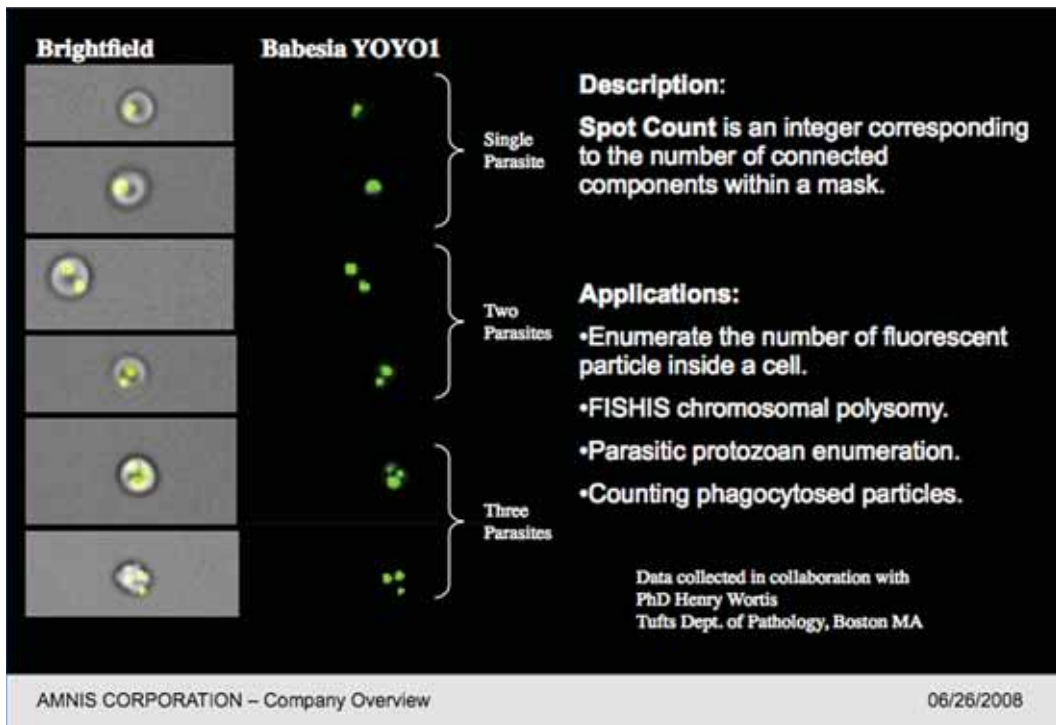 Brightfield
Babesia YOYO1
Single
Parasite
Two
Parasites
Three
Parasites
Description:
Spot Count is an integer corresponding
to the number of connected
components within a mask.
Applications:
•Enumerate the number of fluorescent
particle inside a cell.
•FISHIS chromosomal polysomy.
•Parasitic protozoan enumeration.
•Counting phagocytosed particles.
Data collected in collaboration with
PhD Henry Wortis
Tufts Dept. of Pathology, Boston MA
AMNIS CORPORATION – Company Overview
06/26/2008